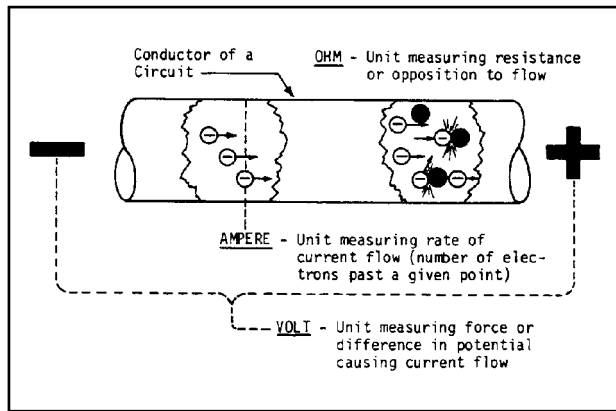 Conductor of a
Circuit
OHM - Unit measuring resistance
or opposition to flow
AMPERE - Unit measuring rate of
current flow (number of elec-
trons past a given point)
VOLT - Unit measuring force or
difference in potential
causing current flow